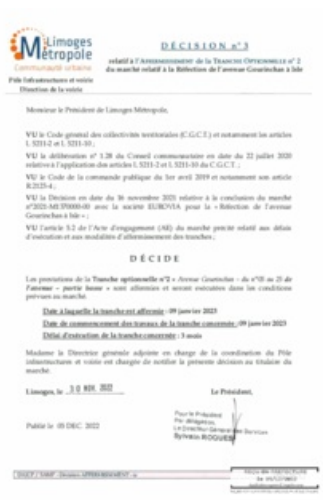 Limoges
Métropole
Communauté urbaine
Pôle Infrastructures et voirie
Direction de la voirie
DÉCISION n° 3
relatif à l'AFFERMISSEMENT de la TRANCHE OPTIONNELLE n° 2
du marché relatif à la Réfection de l'avenue Gourinchas à Isle
Monsieur le Président de Limoges Métropole,
VU le Code général des collectivités territoriales (C.G.C.T.) et notamment les articles
L 5211-2 et L 5211-10 ;
VU la délibération n° 1.28 du Conseil communautaire en date du 22 juillet 2020
relative à l'application des articles L 5211-2 et L 5211-10 du C.G.C.T. ;
VU le Code de la commande publique du 1er avril 2019 et notamment son article
R.2123-4 ;
VU la Décision en date du 16 novembre 2021 relative à la conclusion du marché
avec la société EUROVIA pour la « Réfection de l'avenue
Gourinchas à Isle » ;
VU l'article 5.2 de l'Acte d'engagement (AE) du marché précité relatif aux délais
d'exécution et aux modalités d'affermissement des tranches ;
DÉCIDE
Les prestations de la Tranche optionnelle n°2 « Avenue Gourinchas – du n°05 au 25 de
l'avenue – partie basse » sont affermies et seront exécutées dans les conditions
prévues au marché.
Date à laquelle la tranche est affermie : 09 janvier 2023
Date de commencement des travaux de la tranche concernée : 09 janvier 2023
Délai d'exécution de la tranche concernée : 3 mois
Madame la Directrice générale adjointe en charge de la coordination du Pôle
infrastructures et voirie est chargée de notifier la présente décision au titulaire du
marché.
Limoges, le 30 NOV. 2022
Le Président,
Pour le Président
Par délégation,
Le Directeur Général des Services
Sylvain ROQUES
Publié le 05 DEC. 2022